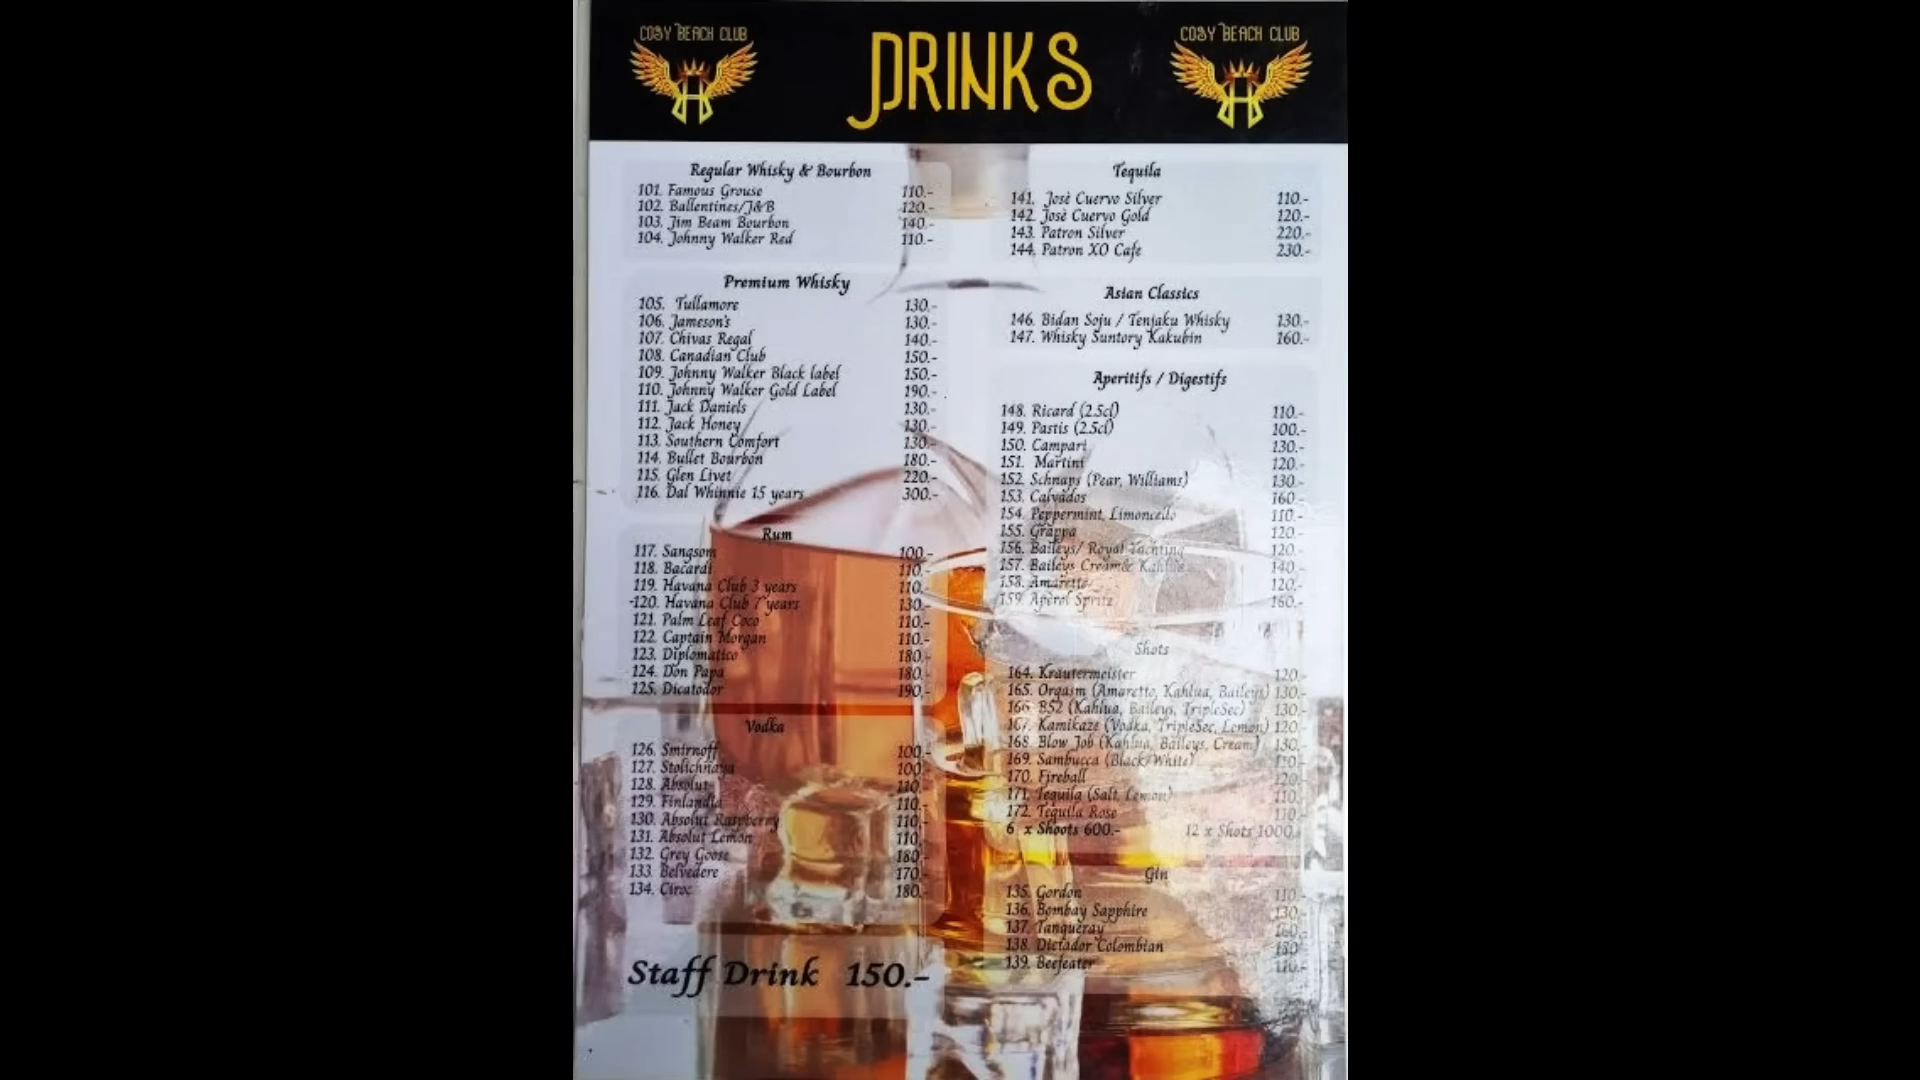 COSY BEACH CLUB
DRINKS
COSY BEACH CLUB
Regular Whisky & Bourbon
101. Famous Grouse 110.-
102. Ballentines/J&B 120.-
103. Jim Beam Bourbon 140.-
104. Johnny Walker Red 110.-
Premium Whisky
105. Tullamore 130.-
106. Jameson's 130.-
107. Chivas Regal 140.-
108. Canadian Club 150.-
109. Johnny Walker Black label 150.-
110. Johnny Walker Gold Label 190.-
111. Jack Daniels 130.-
112. Jack Honey 130.-
113. Southern Comfort 130.-
114. Bullet Bourbon 180.-
115. Glen Livet 220.-
116. Dal Whinnie 15 years 300.-
Rum
117. Sangsom 100.-
118. Bacardi 110.-
119. Havana Club 3 years 110.-
120. Havana Club 7 years 130.-
121. Palm Leaf Coco 110.-
122. Captain Morgan 110.-
123. Diplomatico 180.-
124. Don Papa 180.-
125. Dicatador 190.-
Vodka
126. Smirnoff 100.-
127. Stolichnaya 100.-
128. Absolut 110.-
129. Finlandia 110.-
130. Absolut Raspberry 110.-
131. Absolut Lemon 110.-
132. Grey Goose 180.-
133. Belvedere 170.-
134. Ciroc 180.-
Staff Drink 150.-
Tequila
141. Josè Cuervo Silver 110.-
142. Josè Cuervo Gold 120.-
143. Patron Silver 220.-
144. Patron XO Cafe 230.-
Asian Classics
146. Bidan Soju / Tenjaku Whisky 130.-
147. Whisky Suntory Kakubin 160.-
Aperitifs / Digestifs
148. Ricard (2.5cl) 110.-
149. Pastis (2.5cl) 100.-
150. Campari 130.-
151. Martini 120.-
152. Schnaps (Pear, Williams) 130.-
153. Calvados 160.-
154. Peppermint, Limoncello 110.-
155. Grappa 120.-
156. Baileys/ Royal Yachting 120.-
157. Baileys Cream& Kahlua 140.-
158. Amaretto 120.-
159. Aperol Spritz 160.-
Shots
164. Kräutermeister 120.-
165. Orgasm (Amaretto, Kahlua, Baileys) 130.-
166. B52 (Kahlua, Baileys, TripleSec) 130.-
167. Kamikaze (Vodka, TripleSec, Lemon) 120.-
168. Blow Job (Kahlua, Baileys, Cream) 130.-
169. Sambucca (Black/White) 110.-
170. Fireball 120.-
171. Tequila (Salt, Lemon) 110.-
172. Tequila Rose 110.-
6 x Shoots 600.- 12 x Shots 1000.-
Gin
135. Gordon 110.-
136. Bombay Sapphire 130.-
137. Tanqueray
138. Dictador Colombian
139. Beefeater